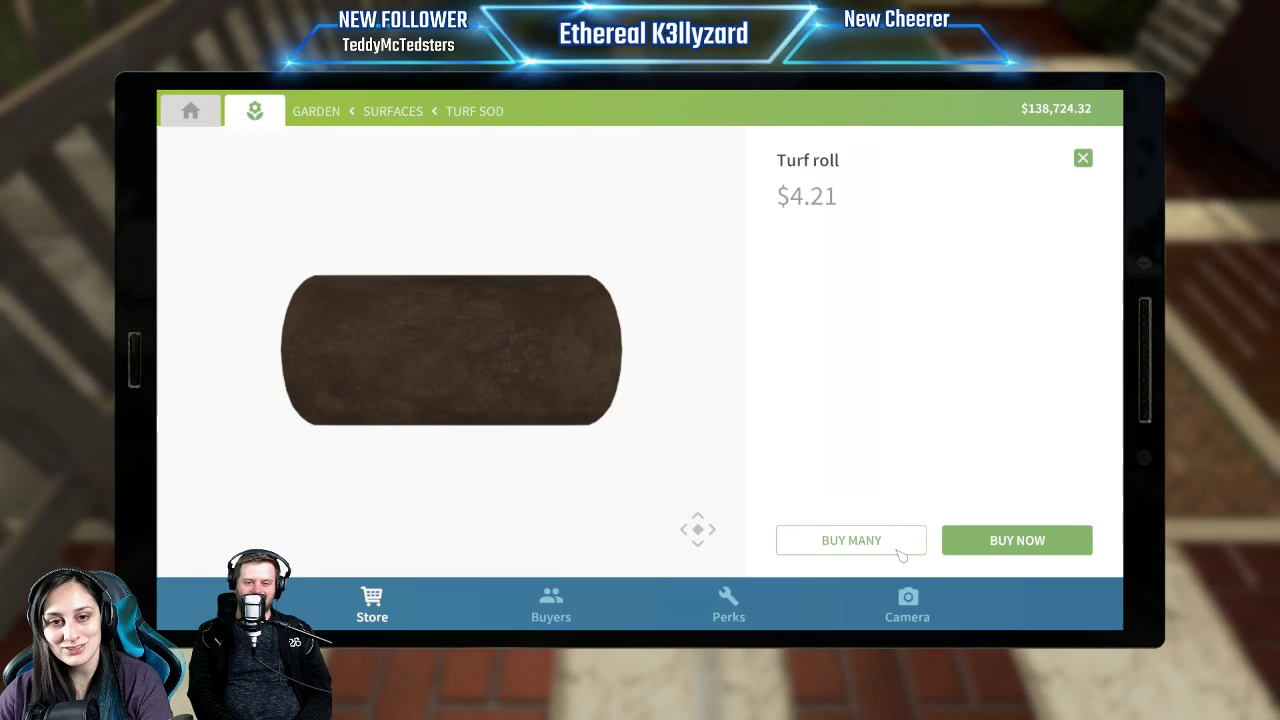 NEW FOLLOWER
TeddyMcTedsters
Ethereal K3llyzard
New Cheerer
GARDEN < SURFACES < TURF SOD
$138,724.32
Turf roll
$4.21
BUY MANY
BUY NOW
Store
Buyers
Perks
Camera